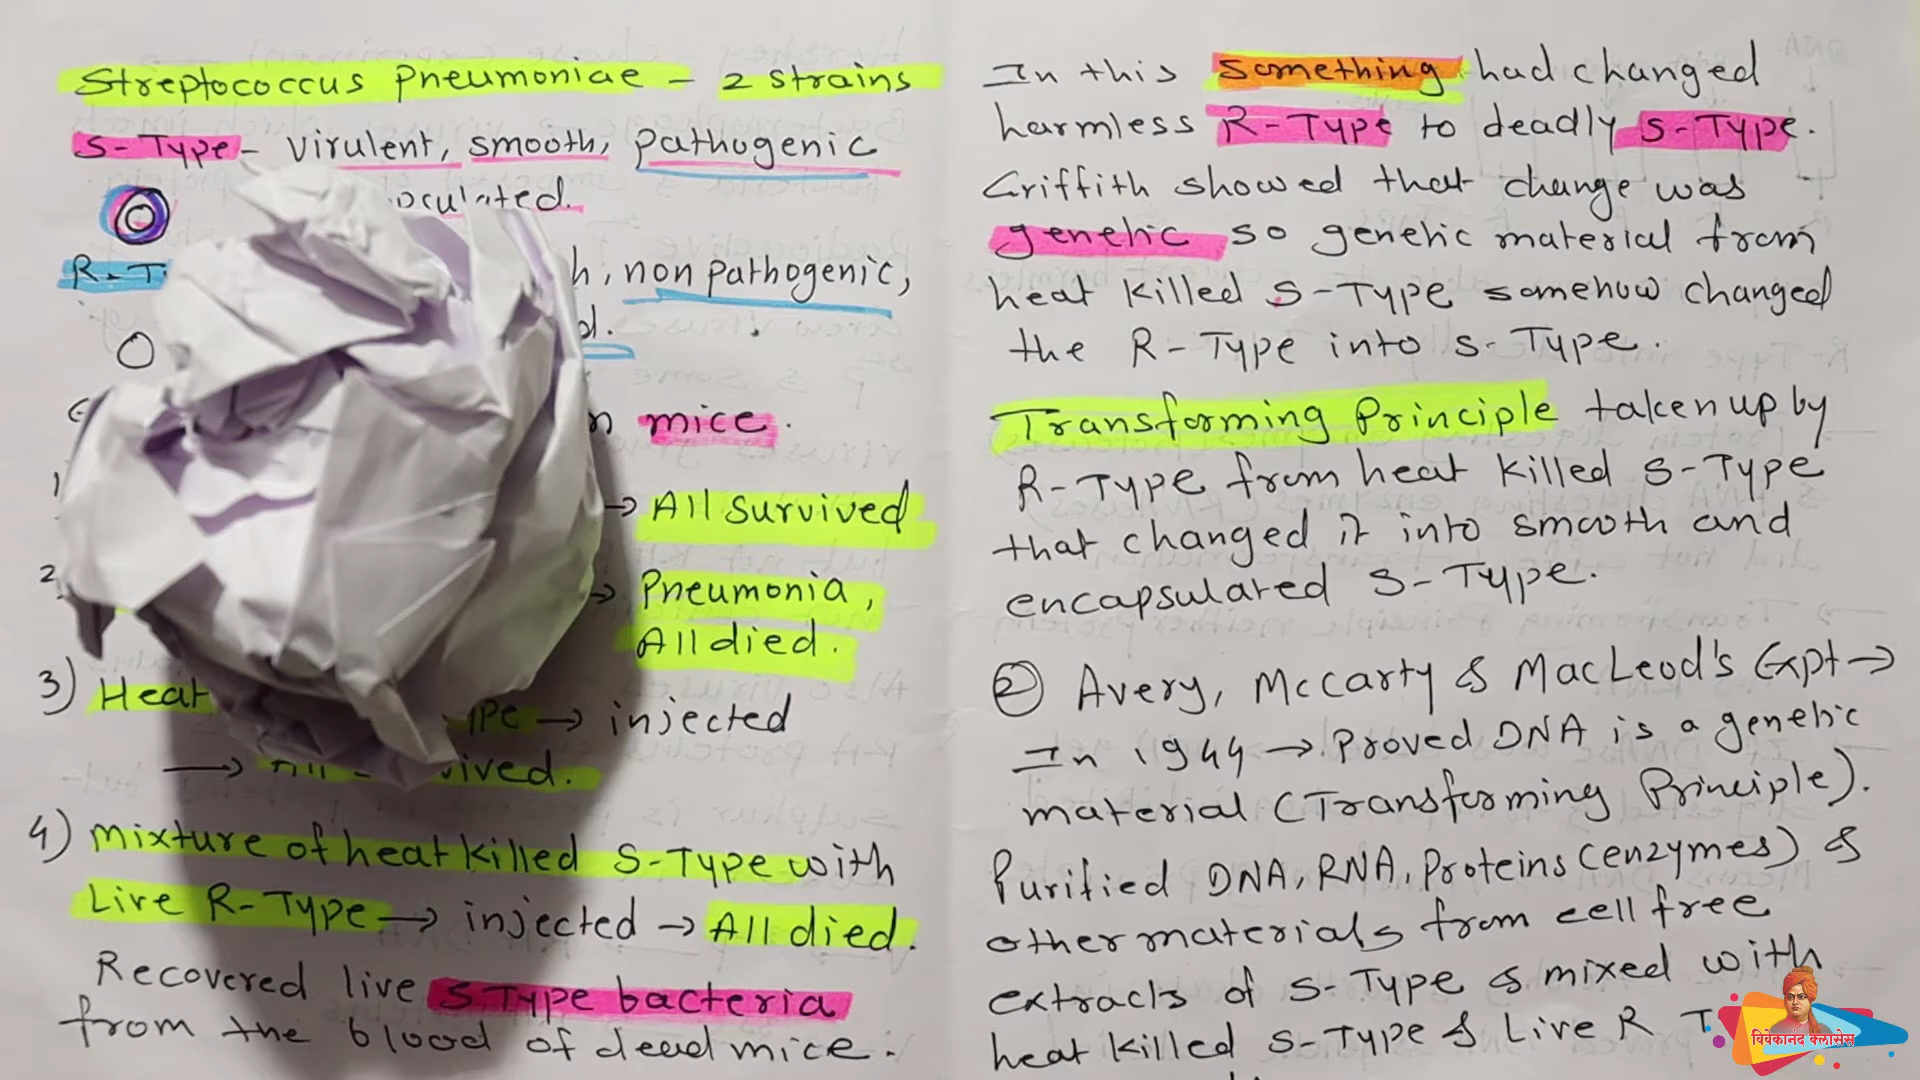 Streptococcus Pneumoniae - 2 strains
S-Type - virulent, smooth, pathogenic
R-T
non pathogenic,
mice.
→ All survived
2
→ Pneumonia,
All died.
3) Heat
→ injected
→
4) Mixture of heat killed S-Type with
Live R-Type → injected → All died.
Recovered live S Type bacteria
from the blood of dead mice.
In this something had changed
harmless R-Type to deadly S-Type.
Griffith showed that change was
genetic so genetic material from
heat killed S-Type somehow changed
the R-Type into S-Type.
Transforming Principle taken up by
R-Type from heat killed S-Type
that changed it into smooth and
encapsulated S-Type.
② Avery, McCarty & MacLeod's Expt →
In 1944 → Proved DNA is a genetic
material (Transforming Principle).
Purified DNA, RNA, Proteins (enzymes) &
other materials from cell free
extracts of S-Type & mixed with
heat killed S-Type & Live R T
विवेकानंद क्लासेस